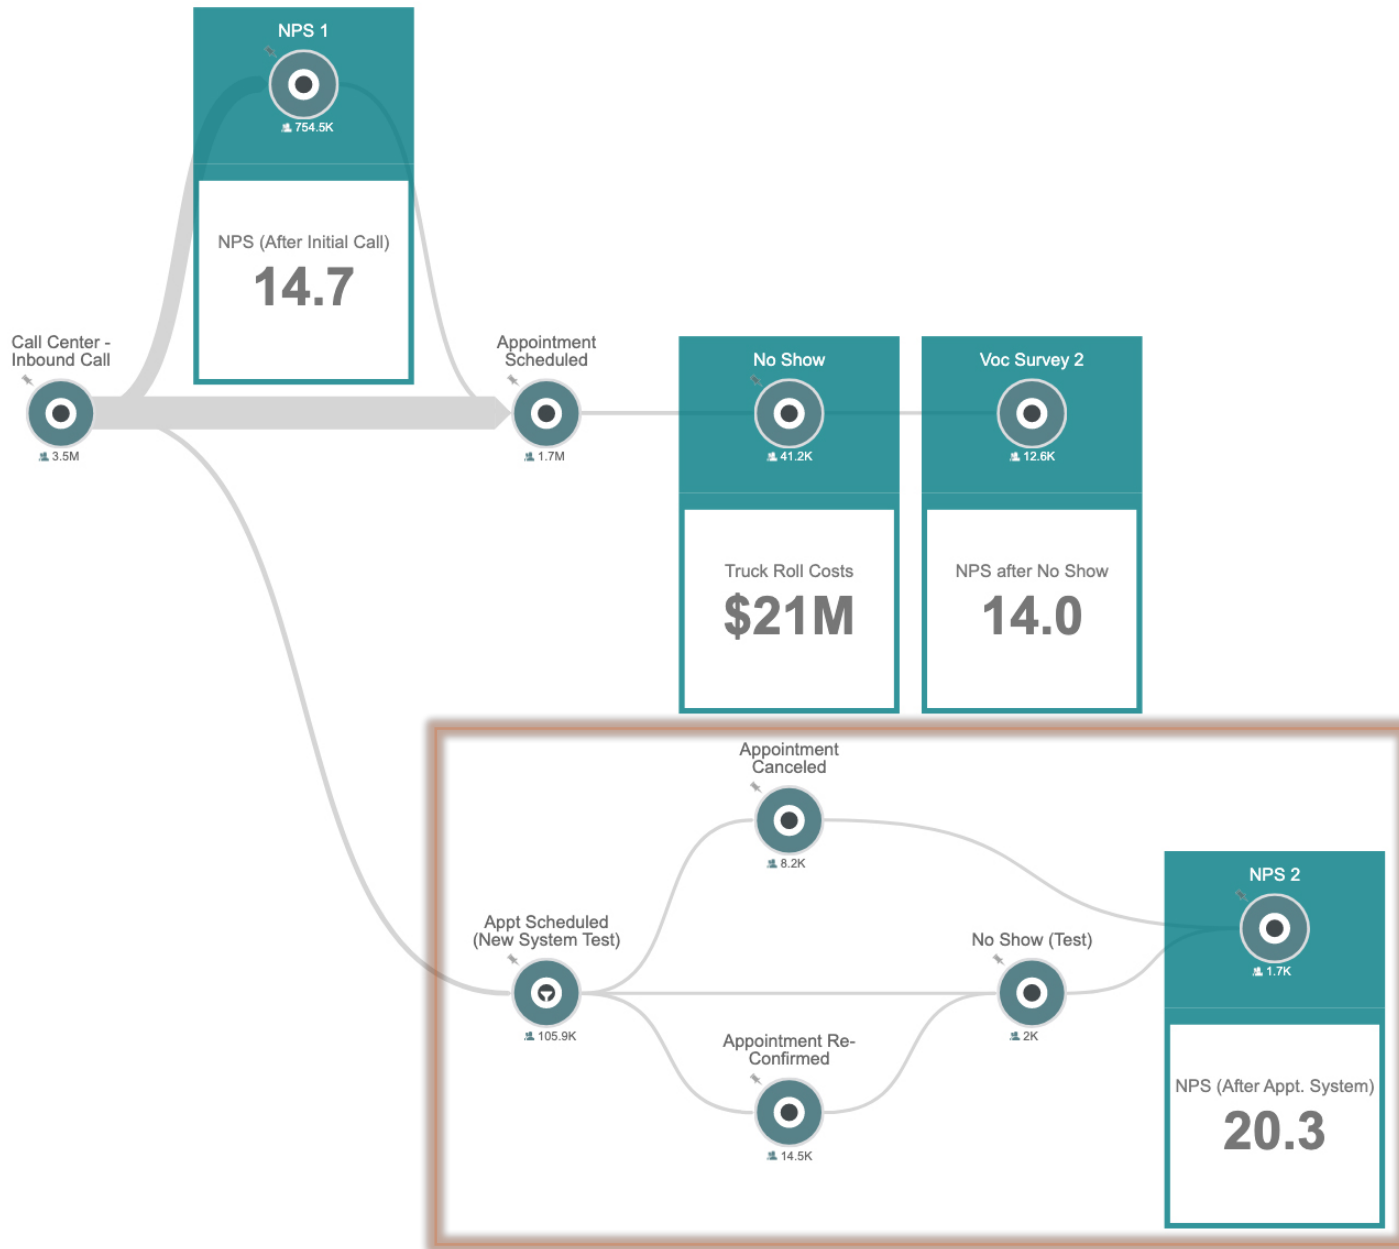 NPS 1
754.5K
NPS (After Initial Call)
14.7
Call Center -
Inbound Call
3.5M
Appointment
Scheduled
1.7M
No Show
41.2K
Truck Roll Costs
$21M
Voc Survey 2
12.6K
NPS after No Show
14.0
Appointment
Canceled
8.2K
Appt Scheduled
(New System Test)
105.9K
Appointment Re-
Confirmed
14.5K
No Show (Test)
2K
NPS 2
1.7K
NPS (After Appt. System)
20.3